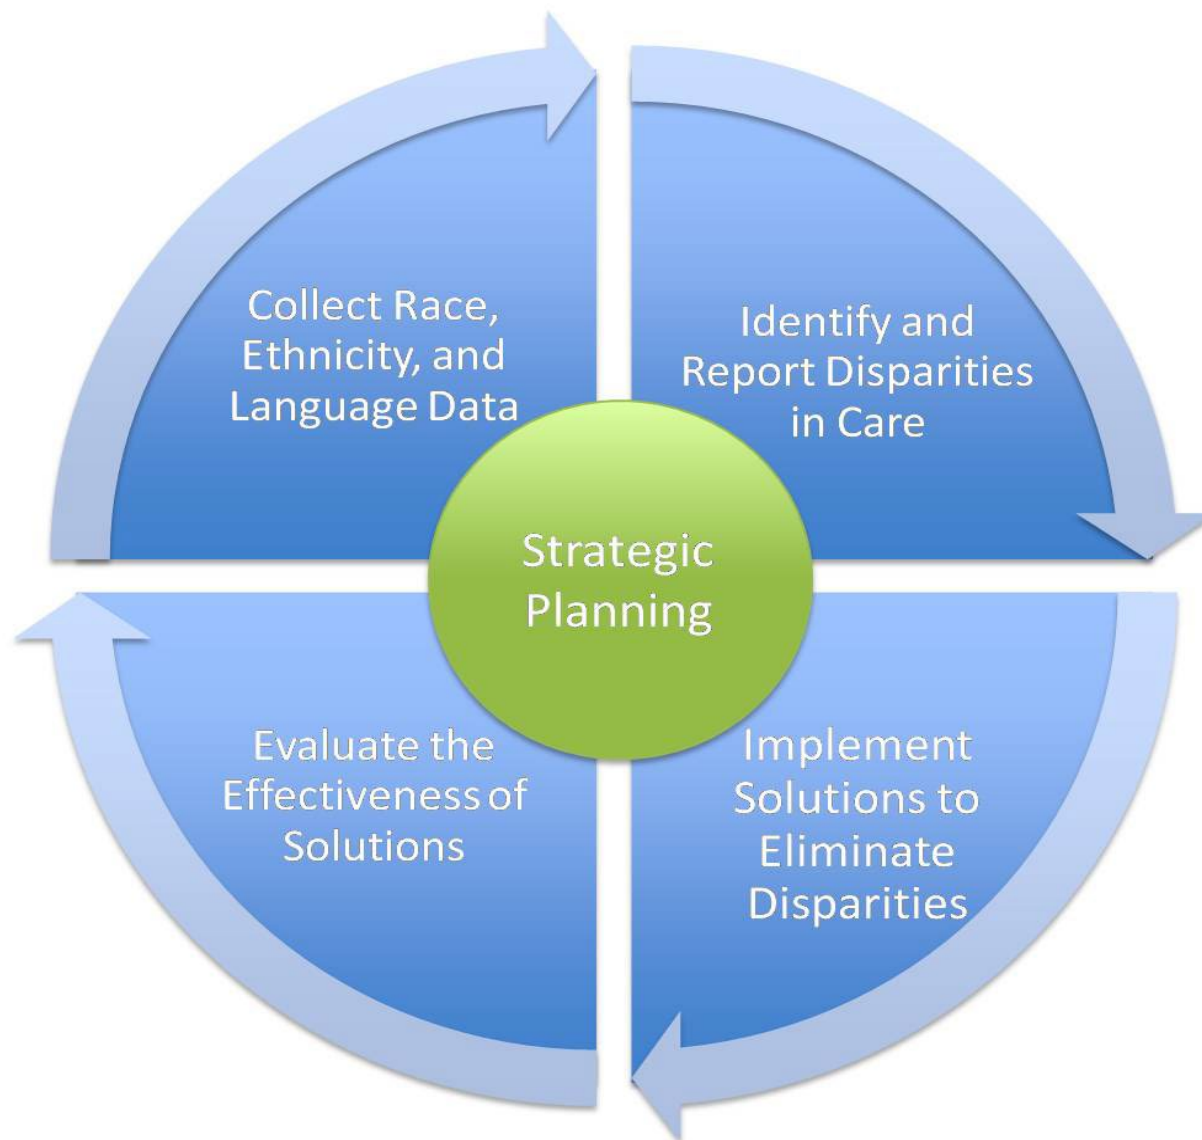 Collect Race,
Ethnicity, and
Language Data
Identify and
Report Disparities
in Care
Strategic
Planning
Evaluate the
Effectiveness of
Solutions
Implement
Solutions to
Eliminate
Disparities